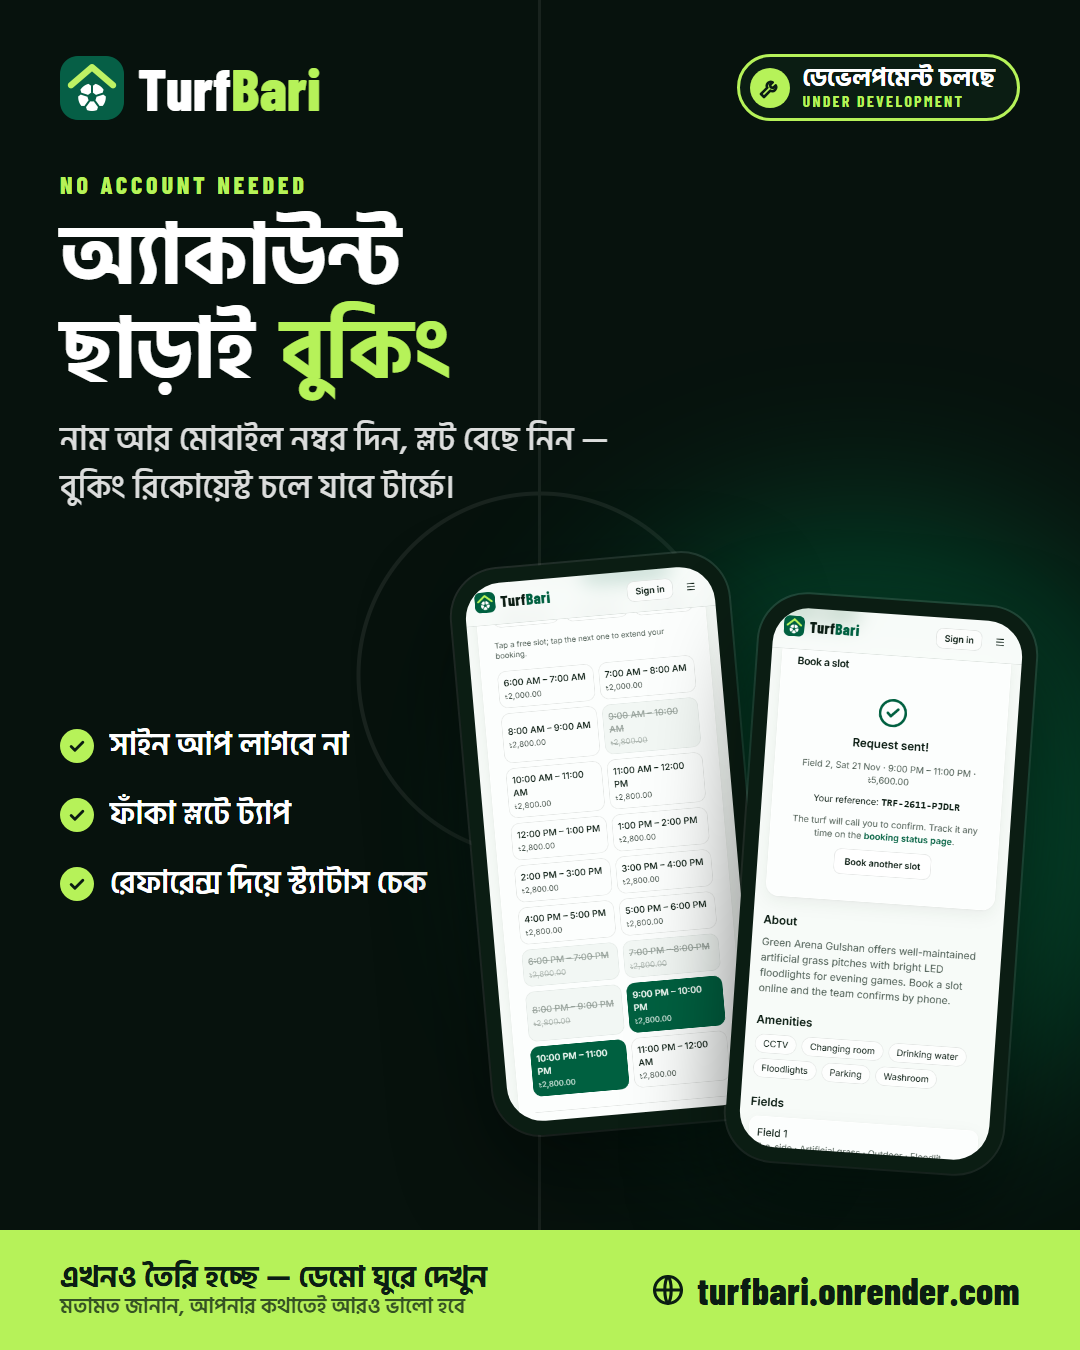 TurfBari
ডেভেলপমেন্ট চলছে
UNDER DEVELOPMENT
NO ACCOUNT NEEDED
অ্যাকাউন্ট
ছাড়াই বুকিং
নাম আর মোবাইল নম্বর দিন, স্লট বেছে নিন —
বুকিং রিকোয়েস্ট চলে যাবে টার্ফে।
সাইন আপ লাগবে না
ফাঁকা স্লটে ট্যাপ
রেফারেন্স দিয়ে স্ট্যাটাস চেক
TurfBari
Sign in
Tap a free slot; tap the next one to extend your
booking.
6:00 AM – 7:00 AM
৳2,000.00
7:00 AM – 8:00 AM
৳2,000.00
8:00 AM – 9:00 AM
৳2,800.00
9:00 AM – 10:00
AM
৳2,800.00
10:00 AM – 11:00
AM
৳2,800.00
11:00 AM – 12:00
PM
৳2,800.00
12:00 PM – 1:00 PM
৳2,800.00
1:00 PM – 2:00 PM
৳2,800.00
2:00 PM – 3:00 PM
৳2,800.00
3:00 PM – 4:00 PM
৳2,800.00
4:00 PM – 5:00 PM
৳2,800.00
5:00 PM – 6:00 PM
৳2,800.00
6:00 PM – 7:00 PM
৳2,800.00
7:00 PM – 8:00 PM
৳2,800.00
8:00 PM – 9:00 PM
৳2,800.00
9:00 PM – 10:00
PM
৳2,800.00
10:00 PM – 11:00
PM
৳2,800.00
11:00 PM – 12:00
AM
৳2,800.00
TurfBari
Sign in
Book a slot
Request sent!
Field 2, Sat 21 Nov · 9:00 PM – 11:00 PM ·
৳5,600.00
Your reference: TRF-2611-PJDLR
The turf will call you to confirm. Track it any
time on the booking status page.
Book another slot
About
Green Arena Gulshan offers well-maintained
artificial grass pitches with bright LED
floodlights for evening games. Book a slot
online and the team confirms by phone.
Amenities
CCTV
Changing room
Drinking water
Floodlights
Parking
Washroom
Fields
Field 1
Artificial grass · Outdoor · Floodlit
এখনও তৈরি হচ্ছে — ডেমো ঘুরে দেখুন
মতামত জানান, আপনার কথাতেই আরও ভালো হবে
turfbari.onrender.com